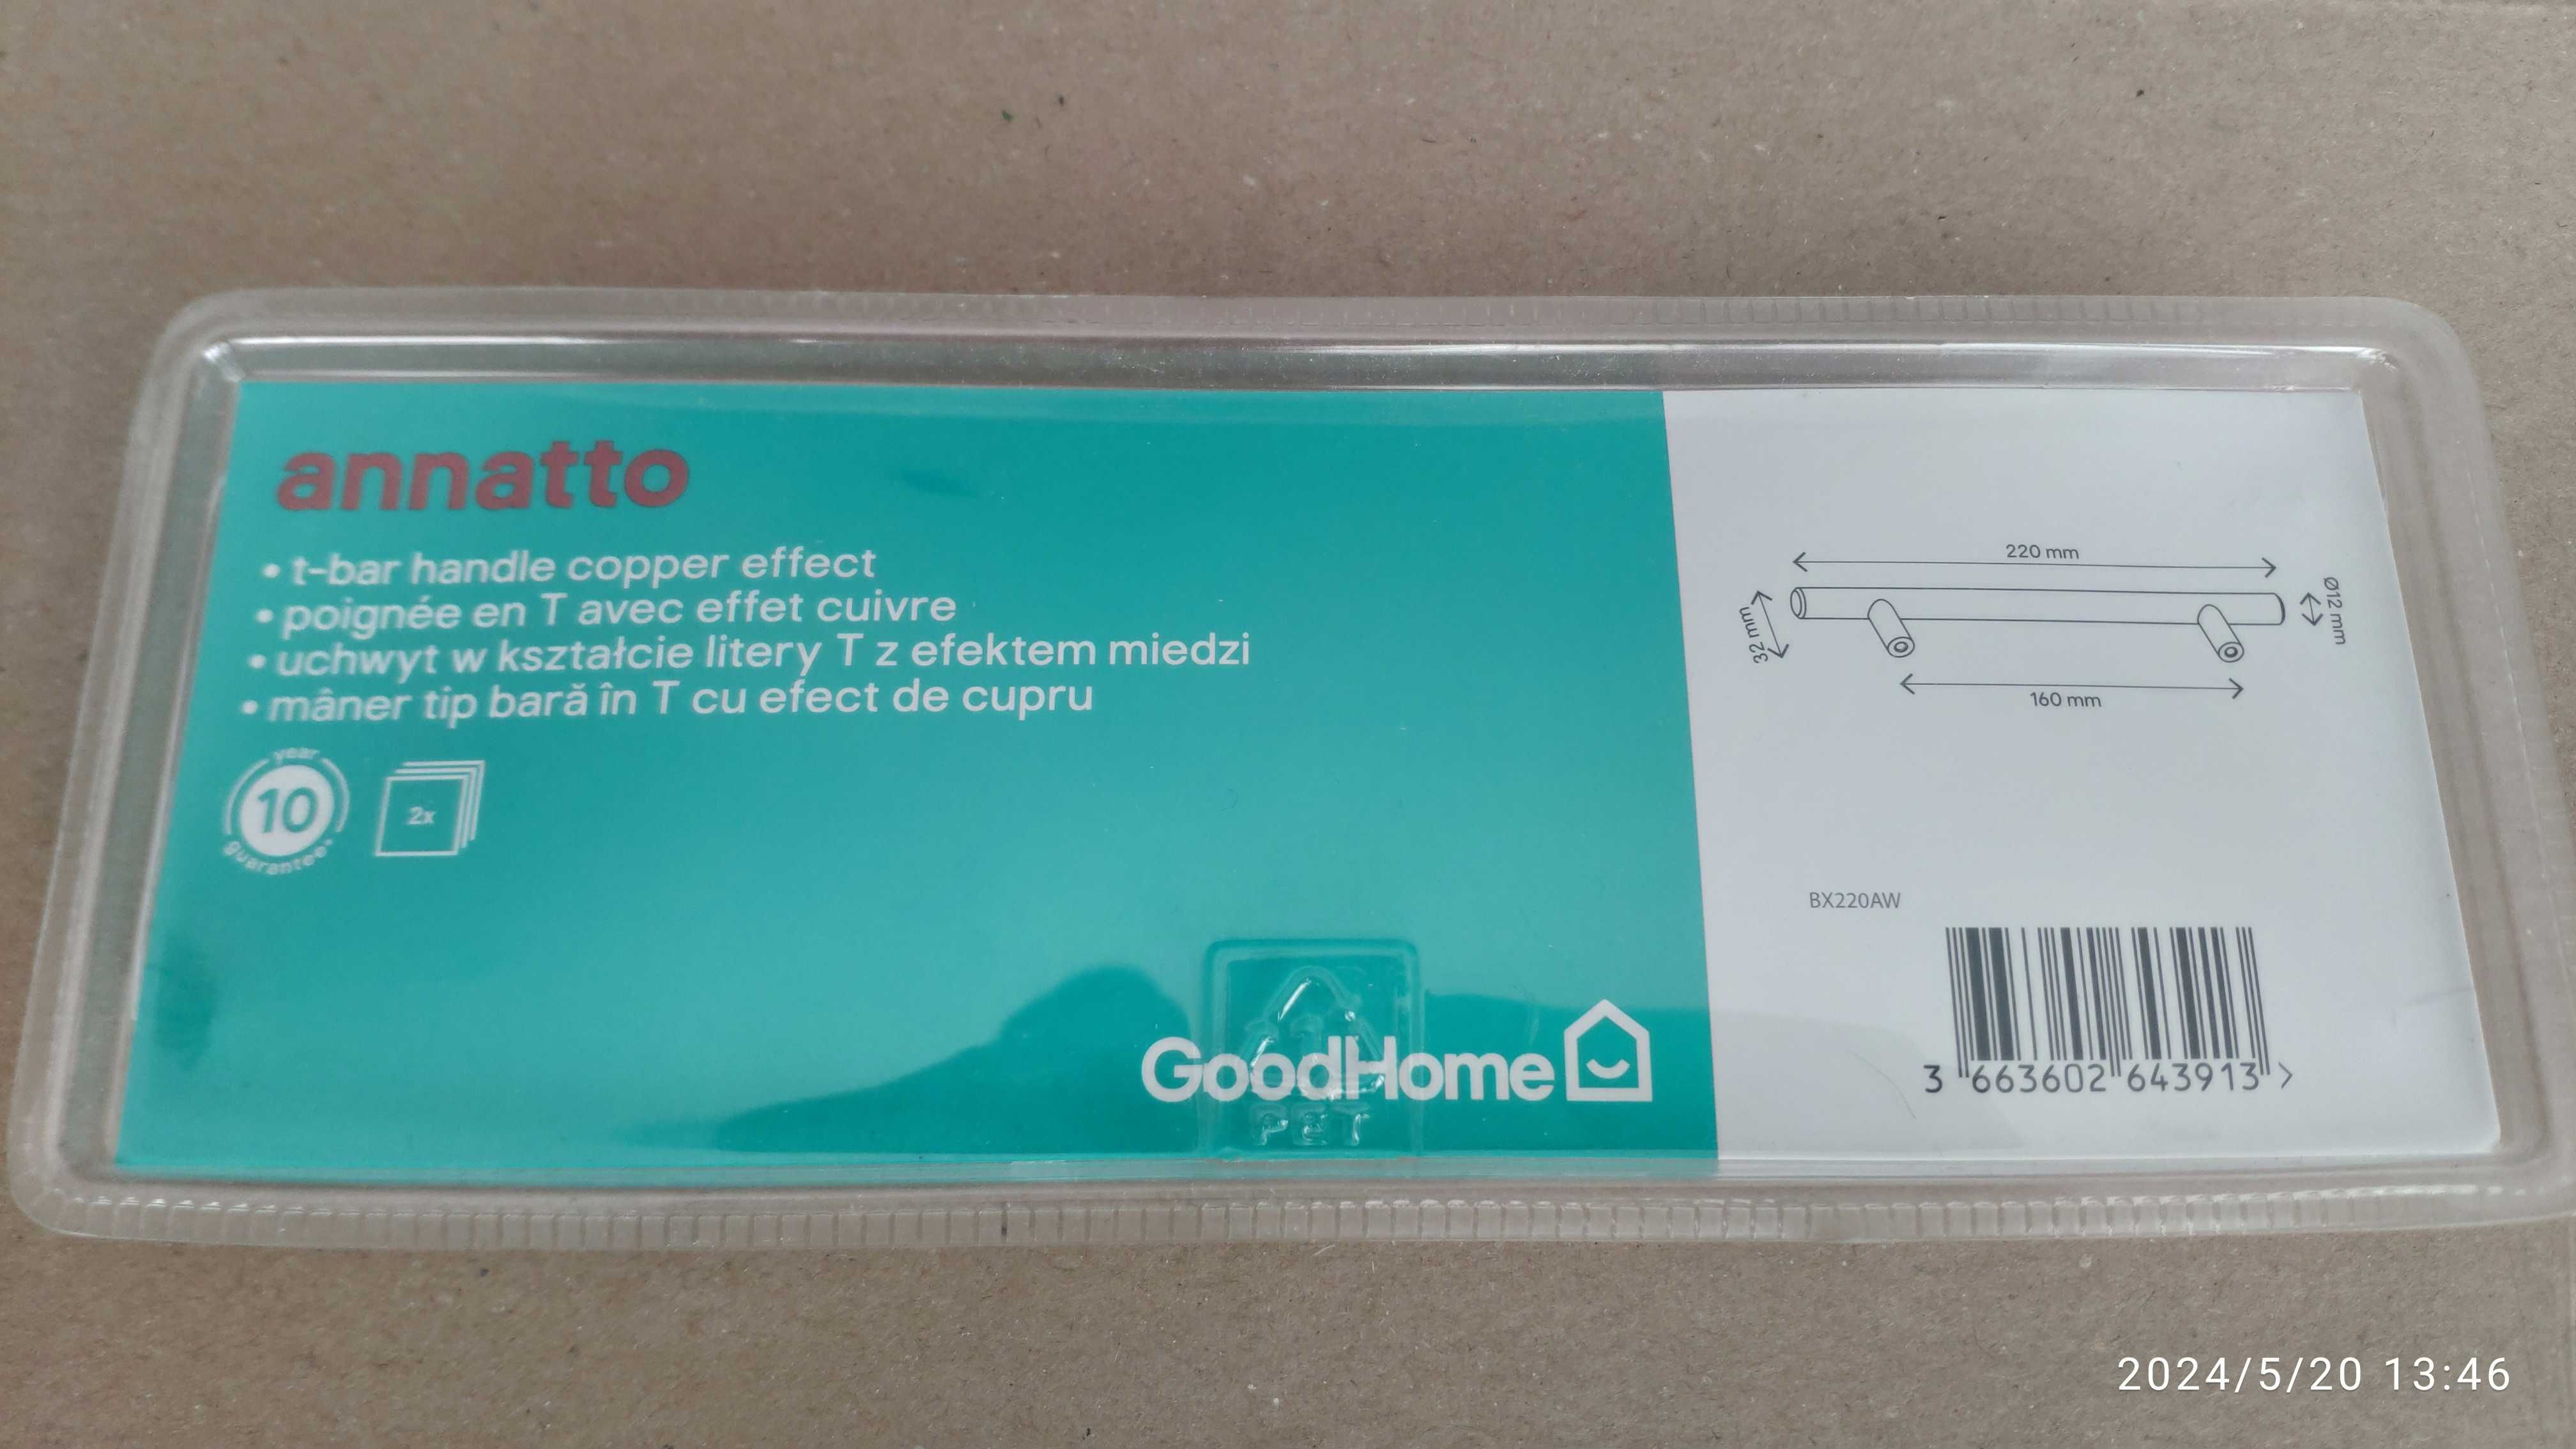 annatto
• t-bar handle copper effect
• poignée en T avec effet cuivre
• uchwyt w kształcie litery T z efektem miedzi
• mâner tip bară în T cu efect de cupru
year
10
guarantee*
2x
GoodHome
1
PET
220 mm
32 mm
Ø12 mm
160 mm
BX220AW
3 663602 643913 >
2024/5/20 13:46